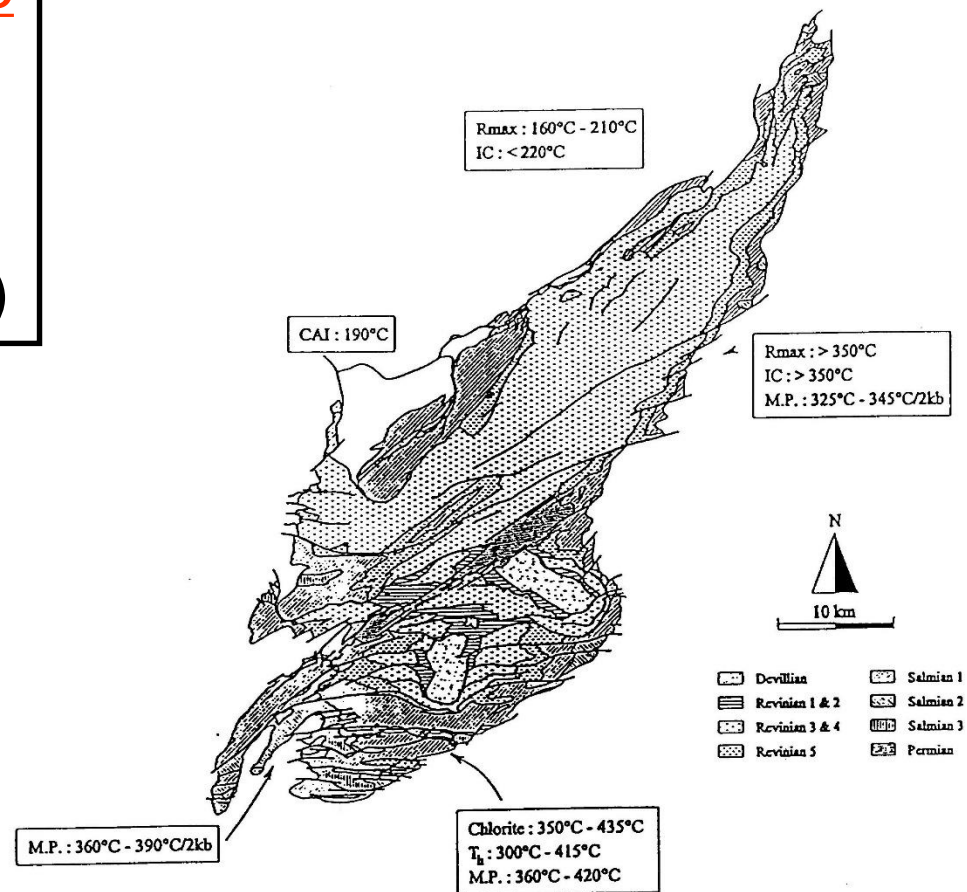 Rmax : 160°C - 210°C
IC : < 220°C
CAI : 190°C
Rmax : > 350°C
IC : > 350°C
M.P. : 325°C - 345°C/2kb
N
10 km
Devillian
Revinian 1 & 2
Revinian 3 & 4
Revinian 5
Salmian 1
Salmian 2
Salmian 3
Permian
M.P. : 360°C - 390°C/2kb
Chlorite : 350°C - 435°C
Th : 300°C - 415°C
M.P. : 360°C - 420°C